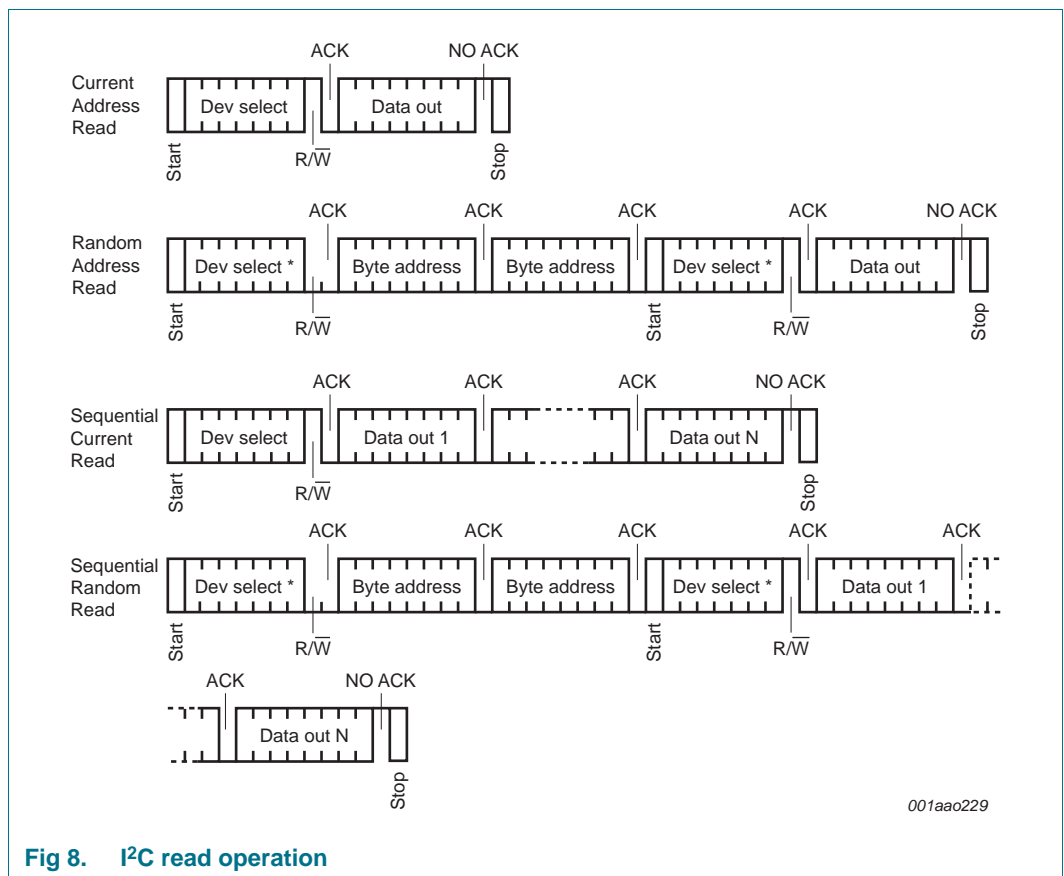 ACK NO ACK
Current
Address
Read
Dev select Data out
Start R/W̅ Stop
ACK ACK ACK ACK NO ACK
Random
Address
Read
Dev select * Byte address Byte address Dev select * Data out
Start R/W̅ Start R/W̅ Stop
ACK ACK ACK NO ACK
Sequential
Current
Read
Dev select Data out 1 Data out N
Start R/W̅ Stop
ACK ACK ACK ACK ACK
Sequential
Random
Read
Dev select * Byte address Byte address Dev select * Data out 1
Start R/W̅ Start R/W̅
ACK NO ACK
Data out N
Stop
001aao229
Fig 8. I²C read operation